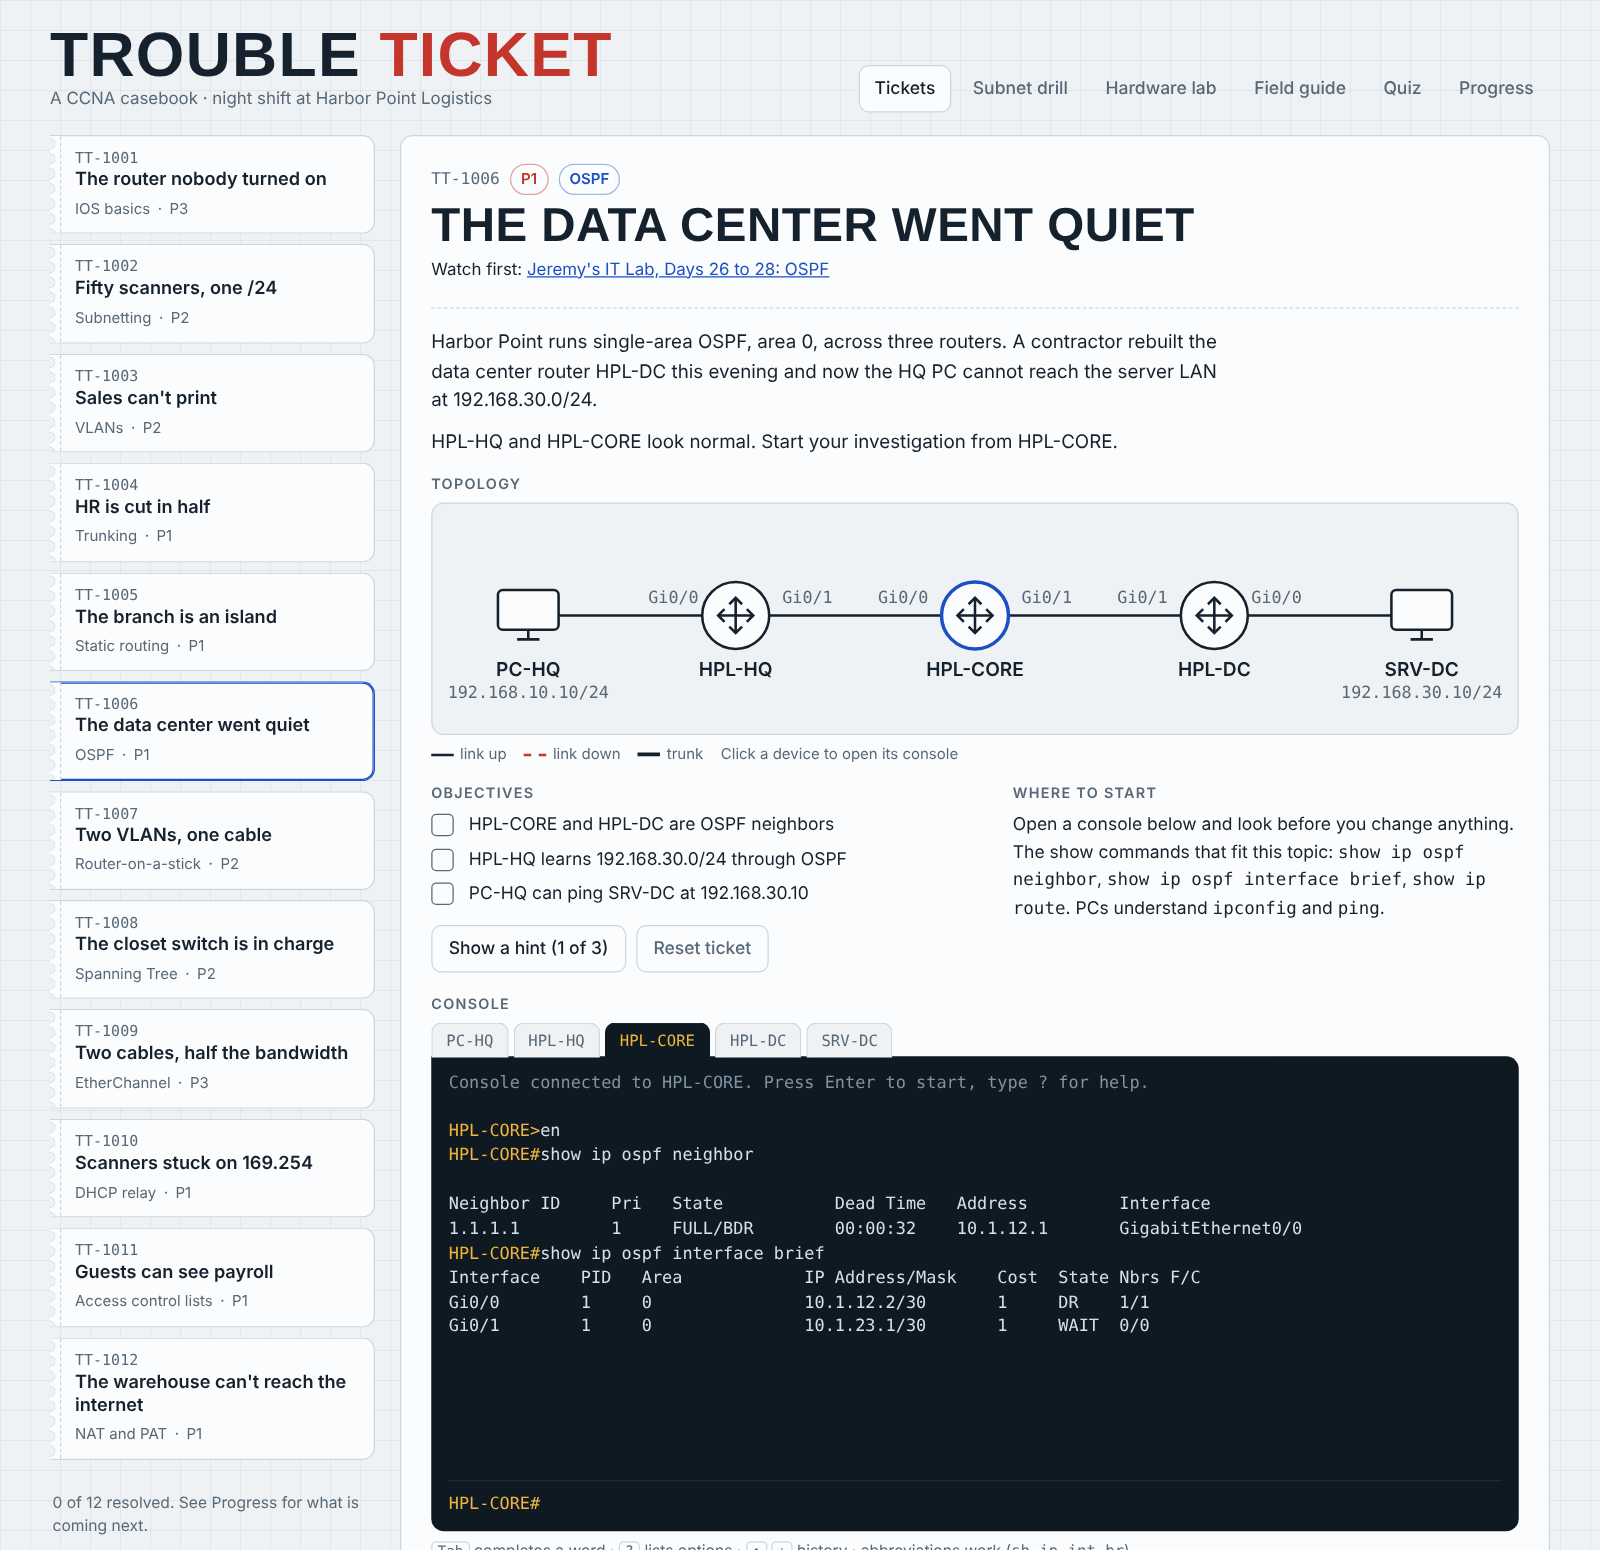 TROUBLE TICKET
A CCNA casebook · night shift at Harbor Point Logistics
Tickets
Subnet drill
Hardware lab
Field guide
Quiz
Progress
TT-1001
The router nobody turned on
IOS basics · P3
TT-1002
Fifty scanners, one /24
Subnetting · P2
TT-1003
Sales can't print
VLANs · P2
TT-1004
HR is cut in half
Trunking · P1
TT-1005
The branch is an island
Static routing · P1
TT-1006
The data center went quiet
OSPF · P1
TT-1007
Two VLANs, one cable
Router-on-a-stick · P2
TT-1008
The closet switch is in charge
Spanning Tree · P2
TT-1009
Two cables, half the bandwidth
EtherChannel · P3
TT-1010
Scanners stuck on 169.254
DHCP relay · P1
TT-1011
Guests can see payroll
Access control lists · P1
TT-1012
The warehouse can't reach the
internet
NAT and PAT · P1
0 of 12 resolved. See Progress for what is
coming next.
TT-1006 P1 OSPF
THE DATA CENTER WENT QUIET
Watch first: Jeremy's IT Lab, Days 26 to 28: OSPF
Harbor Point runs single-area OSPF, area 0, across three routers. A contractor rebuilt the
data center router HPL-DC this evening and now the HQ PC cannot reach the server LAN
at 192.168.30.0/24.
HPL-HQ and HPL-CORE look normal. Start your investigation from HPL-CORE.
TOPOLOGY
Gi0/0 Gi0/1 Gi0/0 Gi0/1 Gi0/1 Gi0/0
PC-HQ HPL-HQ HPL-CORE HPL-DC SRV-DC
192.168.10.10/24 192.168.30.10/24
link up link down trunk Click a device to open its console
OBJECTIVES
HPL-CORE and HPL-DC are OSPF neighbors
HPL-HQ learns 192.168.30.0/24 through OSPF
PC-HQ can ping SRV-DC at 192.168.30.10
Show a hint (1 of 3) Reset ticket
WHERE TO START
Open a console below and look before you change anything.
The show commands that fit this topic: show ip ospf
neighbor, show ip ospf interface brief, show ip
route. PCs understand ipconfig and ping.
CONSOLE
PC-HQ HPL-HQ HPL-CORE HPL-DC SRV-DC
Console connected to HPL-CORE. Press Enter to start, type ? for help.
HPL-CORE>en
HPL-CORE#show ip ospf neighbor
Neighbor ID Pri State Dead Time Address Interface
1.1.1.1 1 FULL/BDR 00:00:32 10.1.12.1 GigabitEthernet0/0
HPL-CORE#show ip ospf interface brief
Interface PID Area IP Address/Mask Cost State Nbrs F/C
Gi0/0 1 0 10.1.12.2/30 1 DR 1/1
Gi0/1 1 0 10.1.23.1/30 1 WAIT 0/0
HPL-CORE#
Tab completes a word · ? lists options · history · abbreviations work (sh ip int br)